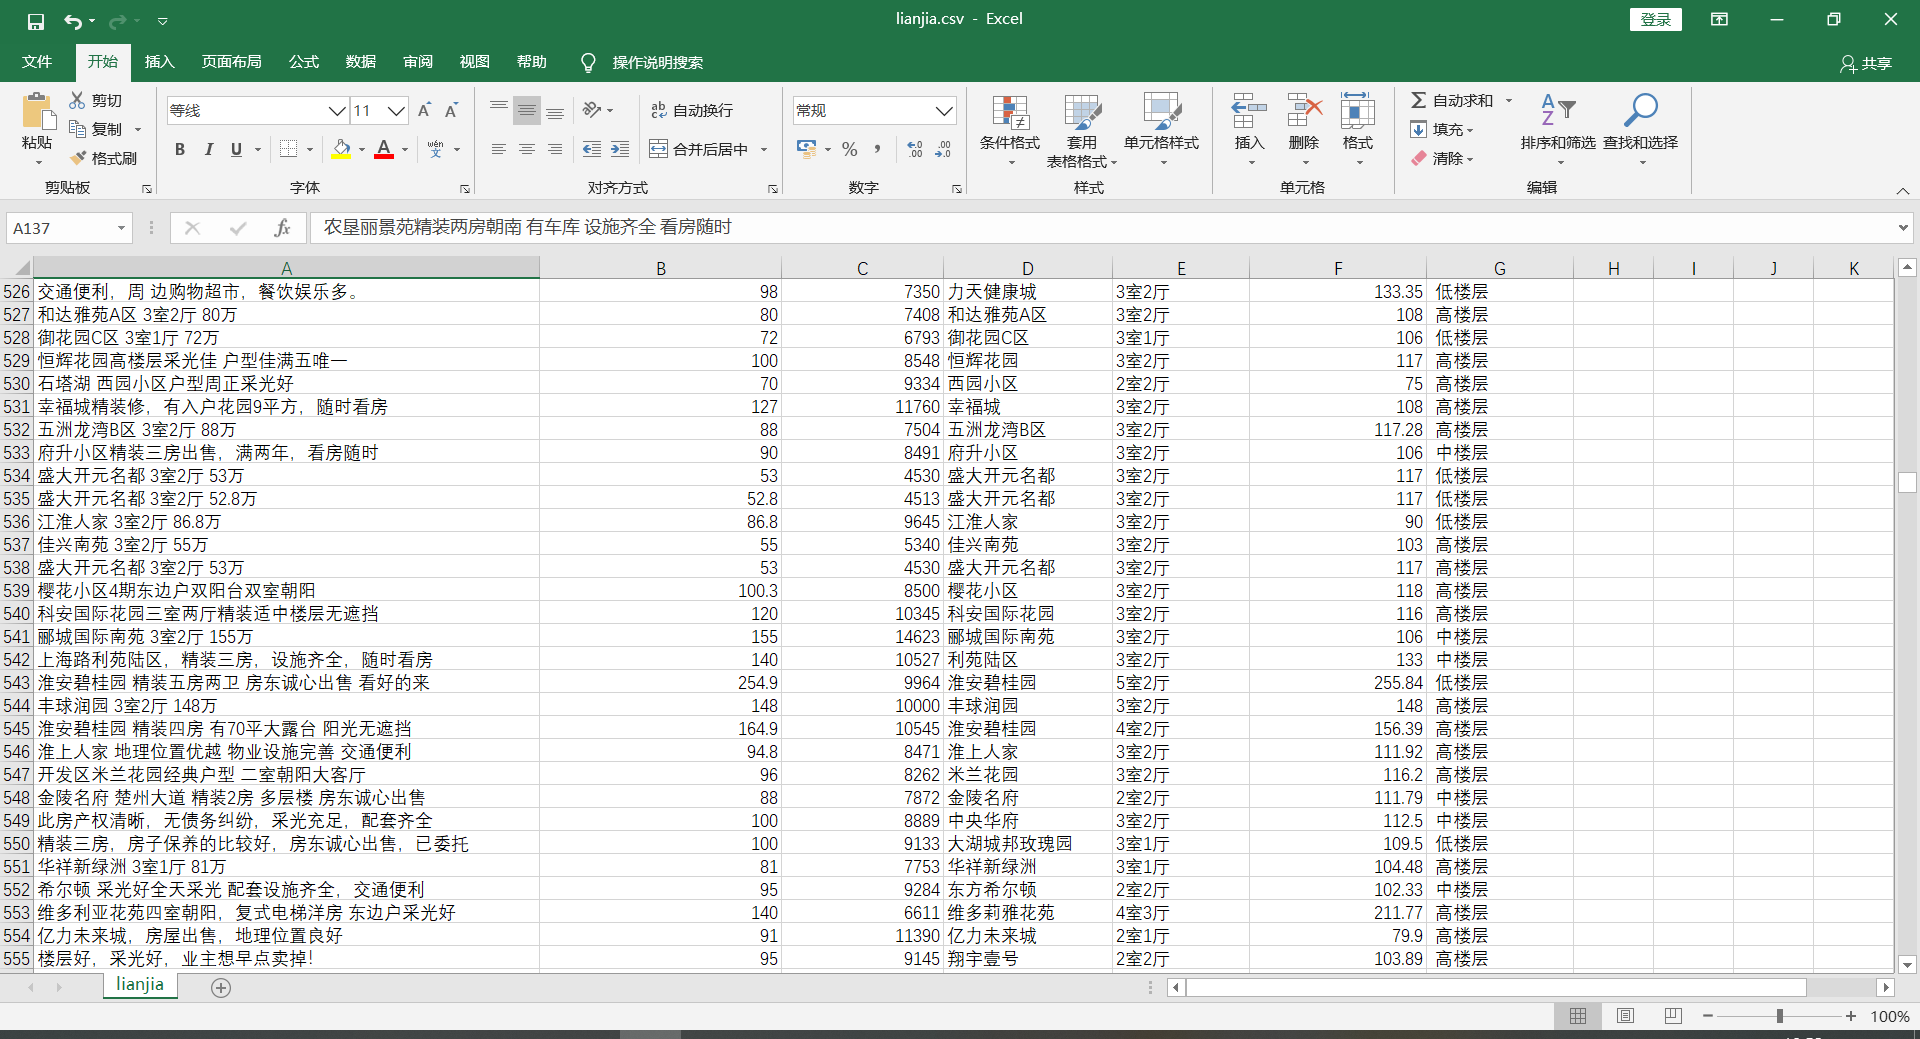 lianjia.csv - Excel
登录
文件 开始 插入 页面布局 公式 数据 审阅 视图 帮助 操作说明搜索 共享
粘贴 剪切 复制 格式刷
等线 11
B I U A wén 文
ab 自动换行
合并后居中
常规
条件格式 套用表格格式 单元格样式
插入 删除 格式
自动求和 填充 清除
排序和筛选 查找和选择
剪贴板 字体 对齐方式 数字 样式 单元格 编辑
A137 fx 农垦丽景苑精装两房朝南 有车库 设施齐全 看房随时
A B C D E F G H I J K
526 交通便利，周 边购物超市，餐饮娱乐多。 98 7350 力天健康城 3室2厅 133.35 低楼层
527 和达雅苑A区 3室2厅 80万 80 7408 和达雅苑A区 3室2厅 108 高楼层
528 御花园C区 3室1厅 72万 72 6793 御花园C区 3室1厅 106 低楼层
529 恒辉花园高楼层采光佳 户型佳满五唯一 100 8548 恒辉花园 3室2厅 117 高楼层
530 石塔湖 西园小区户型周正采光好 70 9334 西园小区 2室2厅 75 高楼层
531 幸福城精装修，有入户花园9平方，随时看房 127 11760 幸福城 3室2厅 108 高楼层
532 五洲龙湾B区 3室2厅 88万 88 7504 五洲龙湾B区 3室2厅 117.28 高楼层
533 府升小区精装三房出售，满两年，看房随时 90 8491 府升小区 3室2厅 106 中楼层
534 盛大开元名都 3室2厅 53万 53 4530 盛大开元名都 3室2厅 117 低楼层
535 盛大开元名都 3室2厅 52.8万 52.8 4513 盛大开元名都 3室2厅 117 低楼层
536 江淮人家 3室2厅 86.8万 86.8 9645 江淮人家 3室2厅 90 低楼层
537 佳兴南苑 3室2厅 55万 55 5340 佳兴南苑 3室2厅 103 高楼层
538 盛大开元名都 3室2厅 53万 53 4530 盛大开元名都 3室2厅 117 高楼层
539 樱花小区4期东边户双阳台双室朝阳 100.3 8500 樱花小区 3室2厅 118 高楼层
540 科安国际花园三室两厅精装适中楼层无遮挡 120 10345 科安国际花园 3室2厅 116 高楼层
541 郦城国际南苑 3室2厅 155万 155 14623 郦城国际南苑 3室2厅 106 中楼层
542 上海路利苑陆区，精装三房，设施齐全，随时看房 140 10527 利苑陆区 3室2厅 133 中楼层
543 淮安碧桂园 精装五房两卫 房东诚心出售 看好的来 254.9 9964 淮安碧桂园 5室2厅 255.84 低楼层
544 丰球润园 3室2厅 148万 148 10000 丰球润园 3室2厅 148 高楼层
545 淮安碧桂园 精装四房 有70平大露台 阳光无遮挡 164.9 10545 淮安碧桂园 4室2厅 156.39 高楼层
546 淮上人家 地理位置优越 物业设施完善 交通便利 94.8 8471 淮上人家 3室2厅 111.92 高楼层
547 开发区米兰花园经典户型 二室朝阳大客厅 96 8262 米兰花园 3室2厅 116.2 高楼层
548 金陵名府 楚州大道 精装2房 多层楼 房东诚心出售 88 7872 金陵名府 2室2厅 111.79 中楼层
549 此房产权清晰，无债务纠纷，采光充足，配套齐全 100 8889 中央华府 3室2厅 112.5 中楼层
550 精装三房，房子保养的比较好，房东诚心出售，已委托 100 9133 大湖城邦玫瑰园 3室1厅 109.5 低楼层
551 华祥新绿洲 3室1厅 81万 81 7753 华祥新绿洲 3室1厅 104.48 高楼层
552 希尔顿 采光好全天采光 配套设施齐全，交通便利 95 9284 东方希尔顿 2室2厅 102.33 中楼层
553 维多利亚花苑四室朝阳，复式电梯洋房 东边户采光好 140 6611 维多莉雅花苑 4室3厅 211.77 高楼层
554 亿力未来城，房屋出售，地理位置良好 91 11390 亿力未来城 2室1厅 79.9 高楼层
555 楼层好，采光好，业主想早点卖掉！ 95 9145 翔宇壹号 2室2厅 103.89 高楼层
lianjia
100%